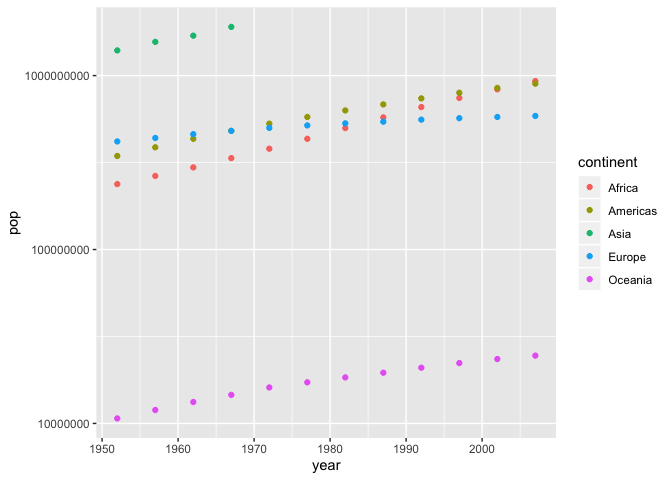 1000000000
100000000
10000000
pop
1950 1960 1970 1980 1990 2000
year
continent
Africa
Americas
Asia
Europe
Oceania